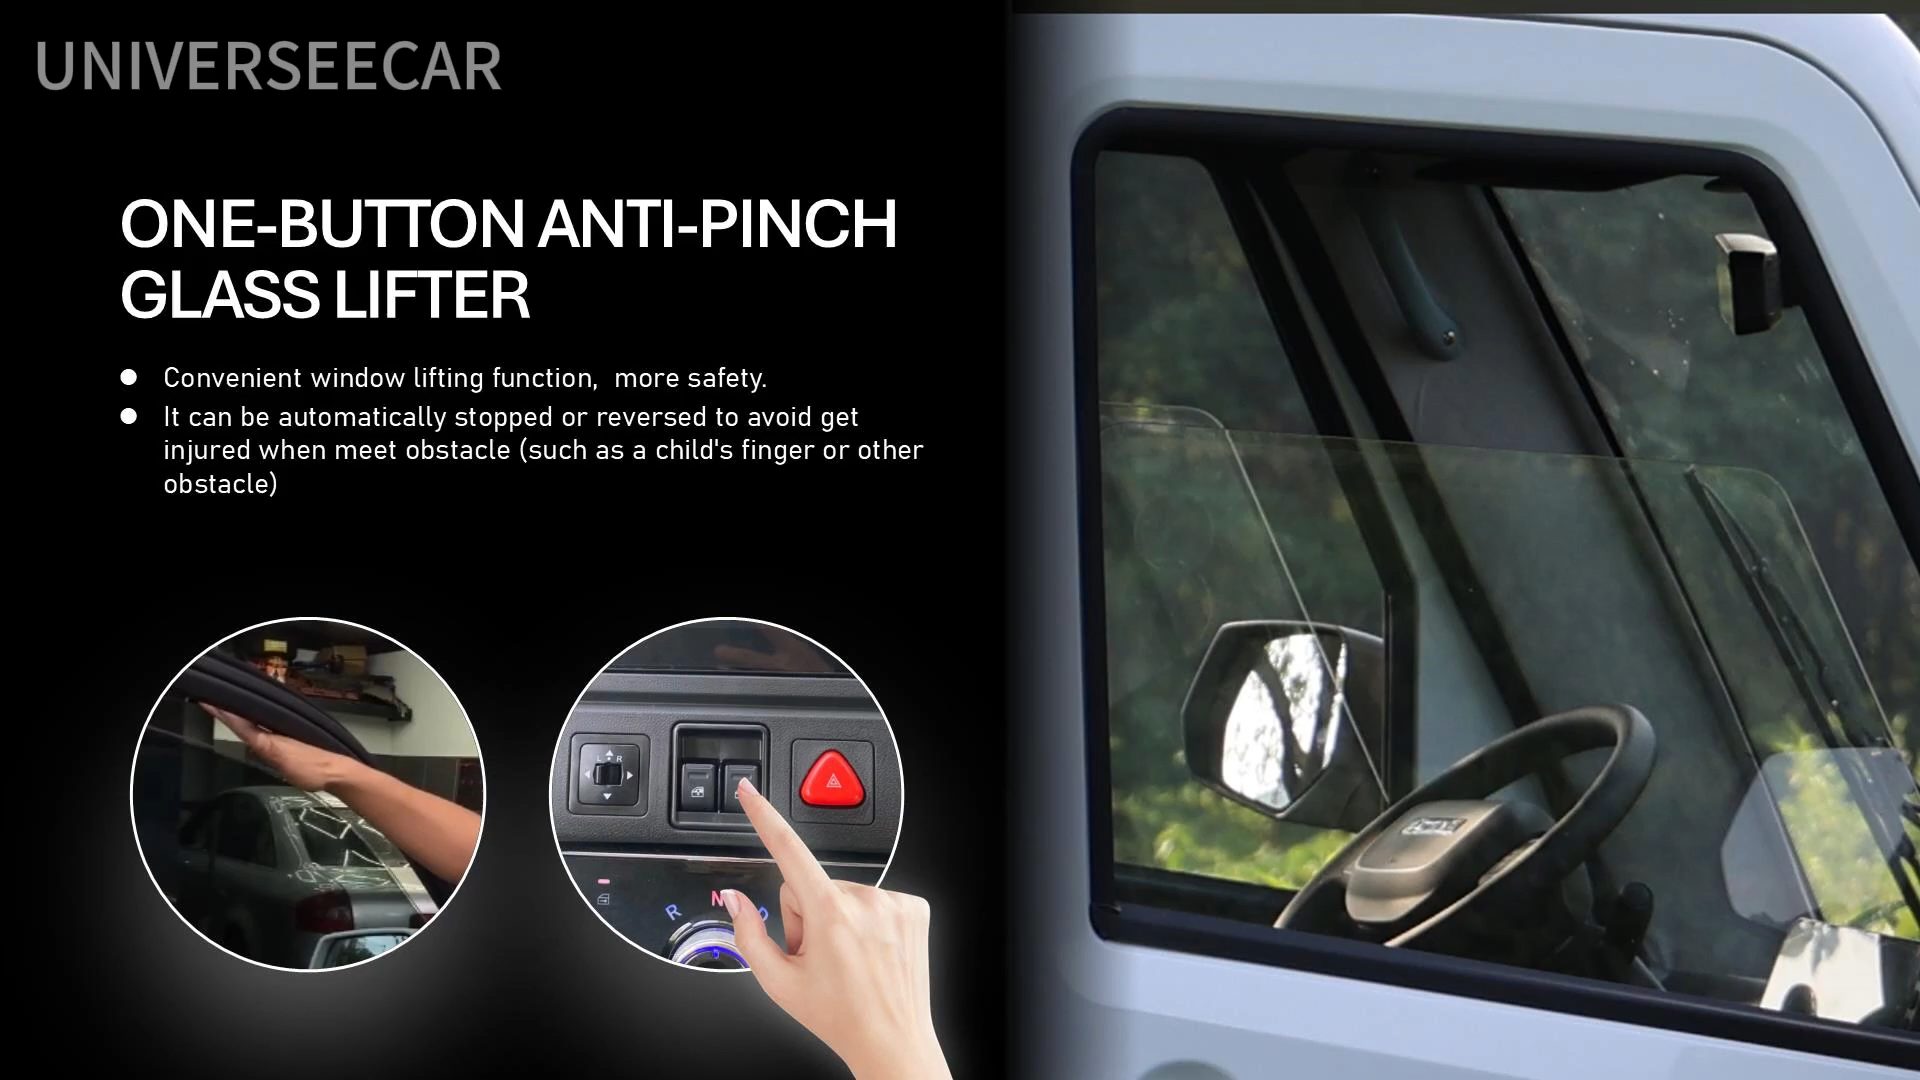 UNIVERSEECAR
ONE-BUTTON ANTI-PINCH
GLASS LIFTER
● Convenient window lifting function, more safety.
● It can be automatically stopped or reversed to avoid get
injured when meet obstacle (such as a child's finger or other
obstacle)
L R
R N D